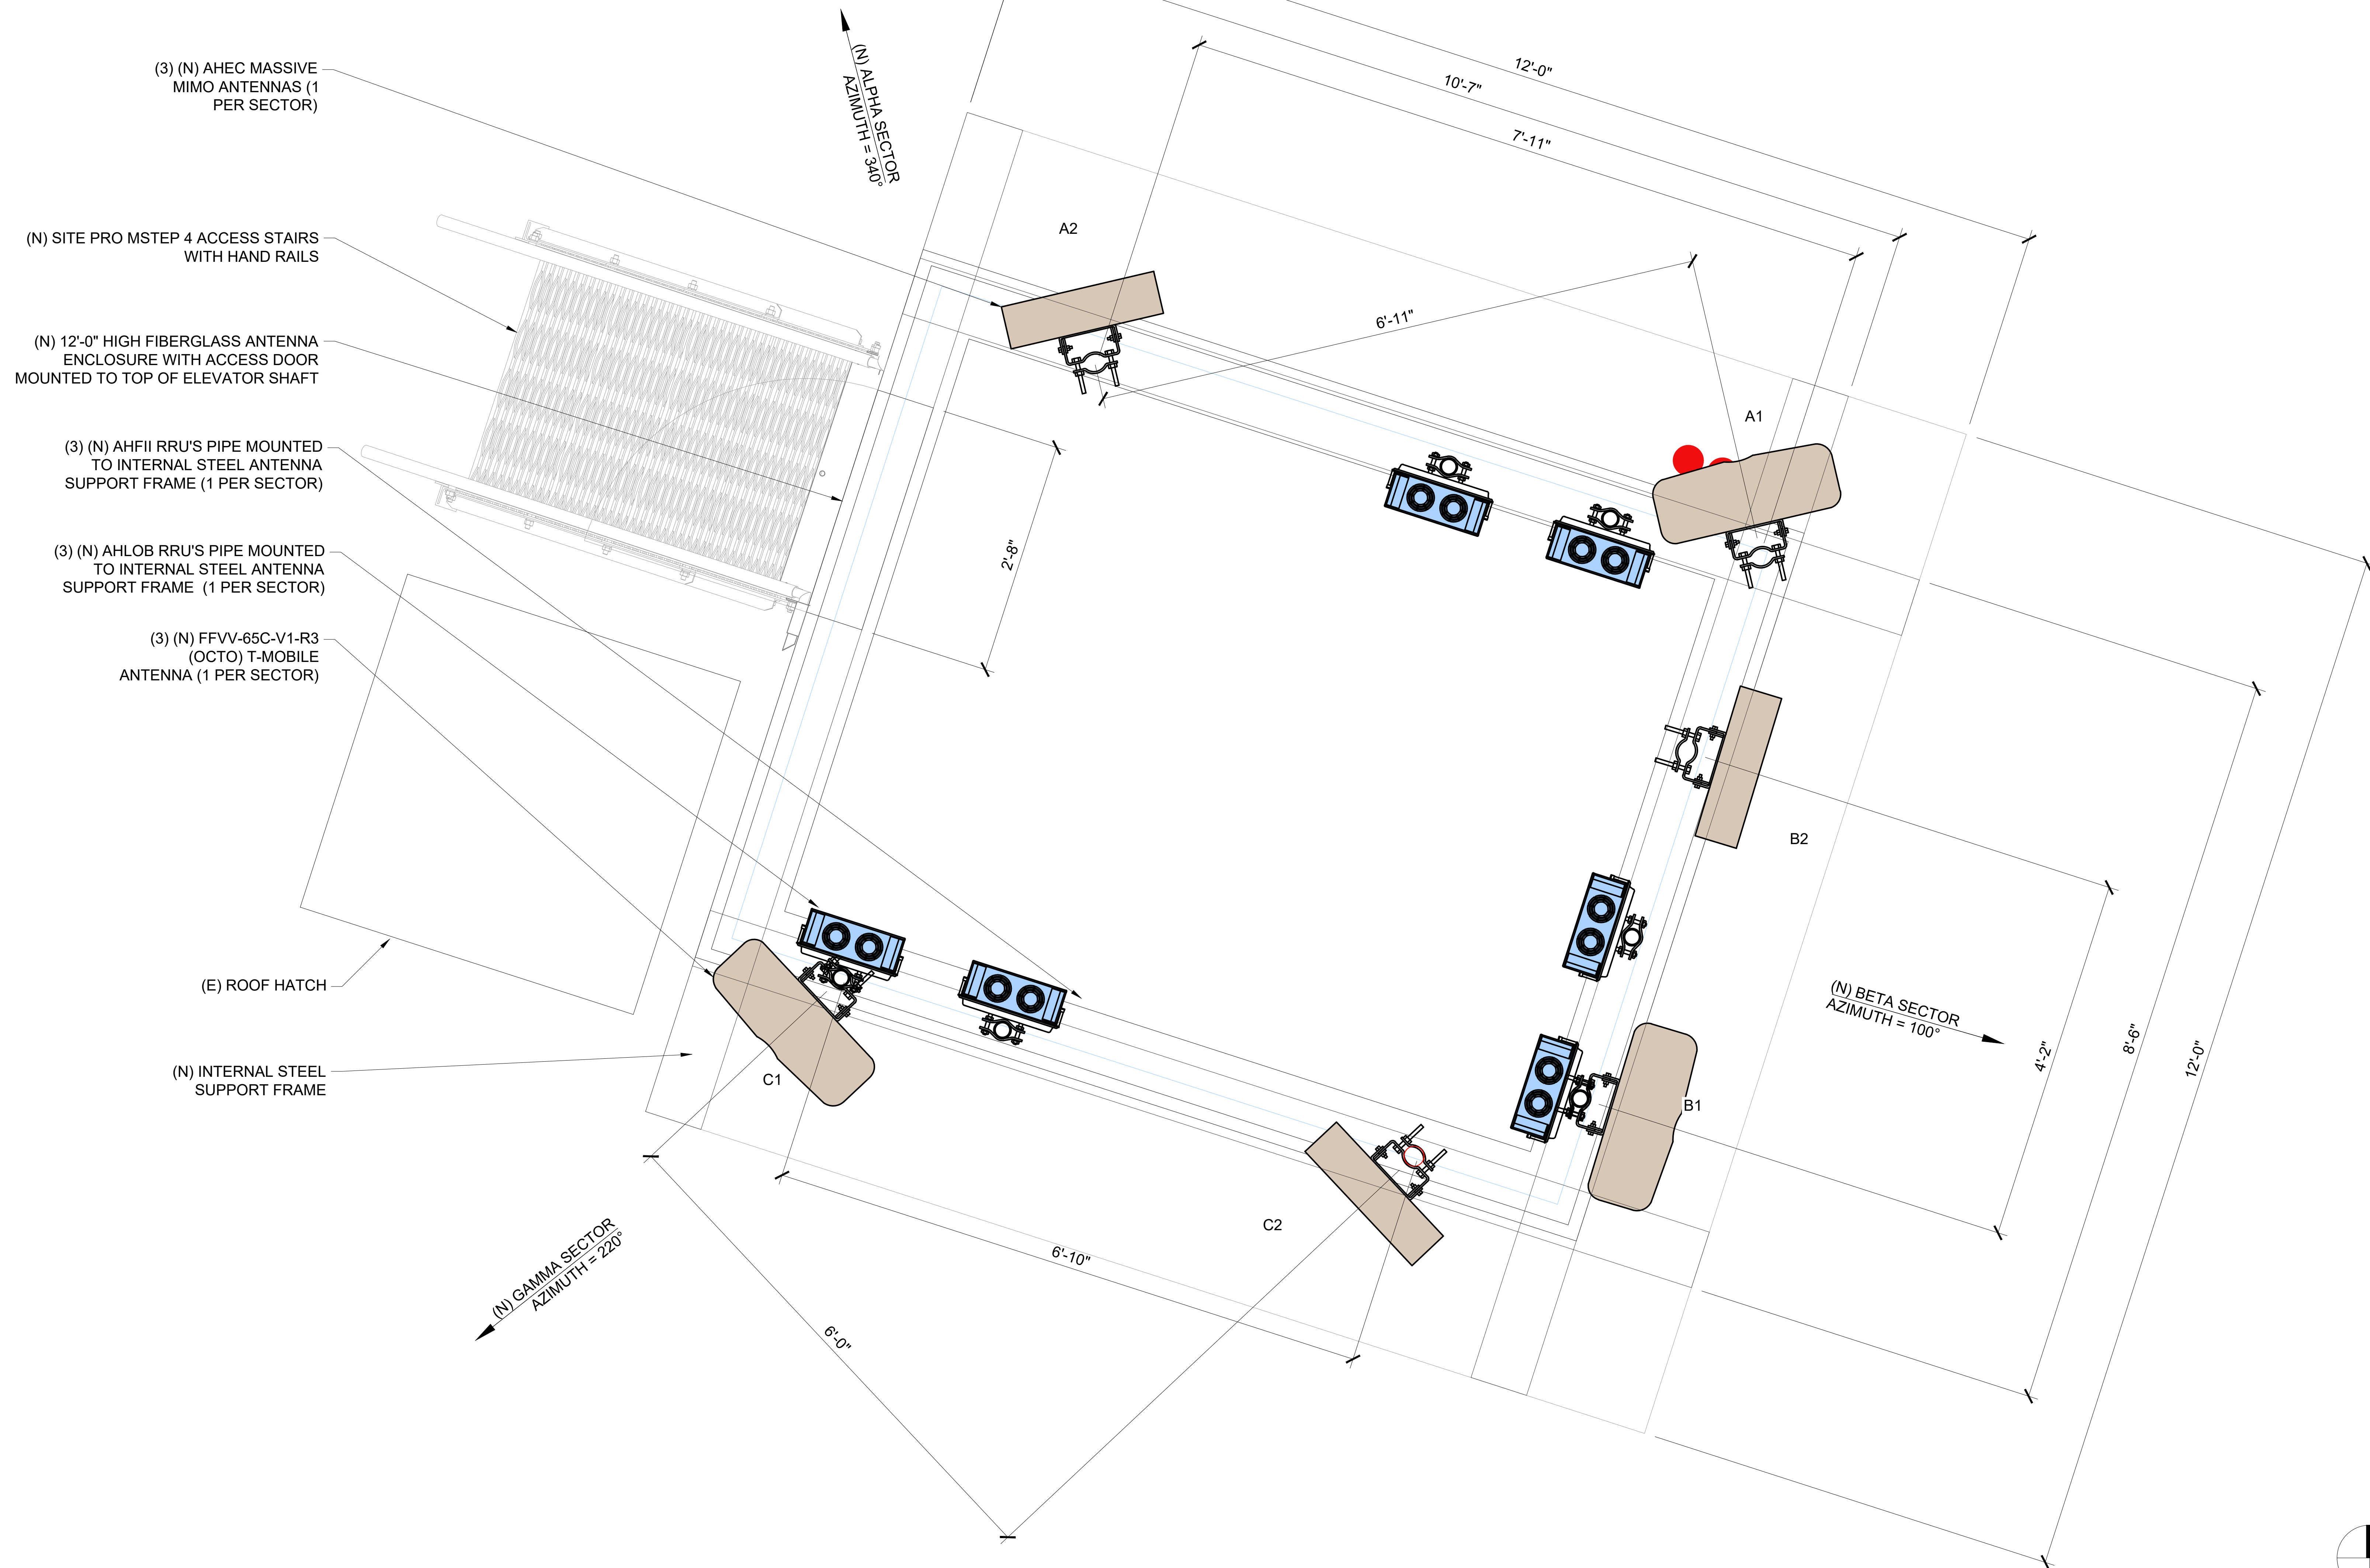 (3) (N) AHEC MASSIVE
MIMO ANTENNAS (1
PER SECTOR)
(N) SITE PRO MSTEP 4 ACCESS STAIRS
WITH HAND RAILS
(N) 12'-0" HIGH FIBERGLASS ANTENNA
ENCLOSURE WITH ACCESS DOOR
MOUNTED TO TOP OF ELEVATOR SHAFT
(3) (N) AHFII RRU'S PIPE MOUNTED
TO INTERNAL STEEL ANTENNA
SUPPORT FRAME (1 PER SECTOR)
(3) (N) AHLOB RRU'S PIPE MOUNTED
TO INTERNAL STEEL ANTENNA
SUPPORT FRAME (1 PER SECTOR)
(3) (N) FFVV-65C-V1-R3
(OCTO) T-MOBILE
ANTENNA (1 PER SECTOR)
(E) ROOF HATCH
(N) INTERNAL STEEL
SUPPORT FRAME
(N) ALPHA SECTOR
AZIMUTH = 340°
12'-0"
10'-7"
7'-11"
A2
6'-11"
A1
2'-8"
B2
(N) BETA SECTOR
AZIMUTH = 100°
4'-2"
8'-6"
12'-0"
B1
C1
C2
6'-10"
(N) GAMMA SECTOR
AZIMUTH = 220°
6'-0"